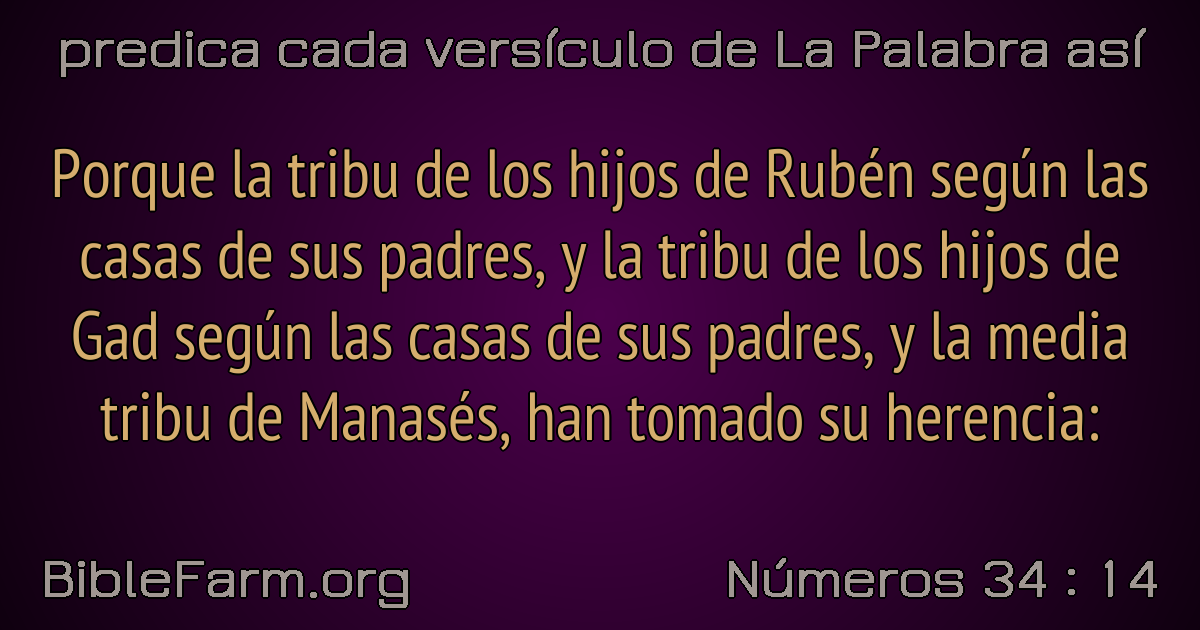 predica cada versículo de La Palabra así
Porque la tribu de los hijos de Rubén según las
casas de sus padres, y la tribu de los hijos de
Gad según las casas de sus padres, y la media
tribu de Manasés, han tomado su herencia:
BibleFarm.org
Números 34 : 14